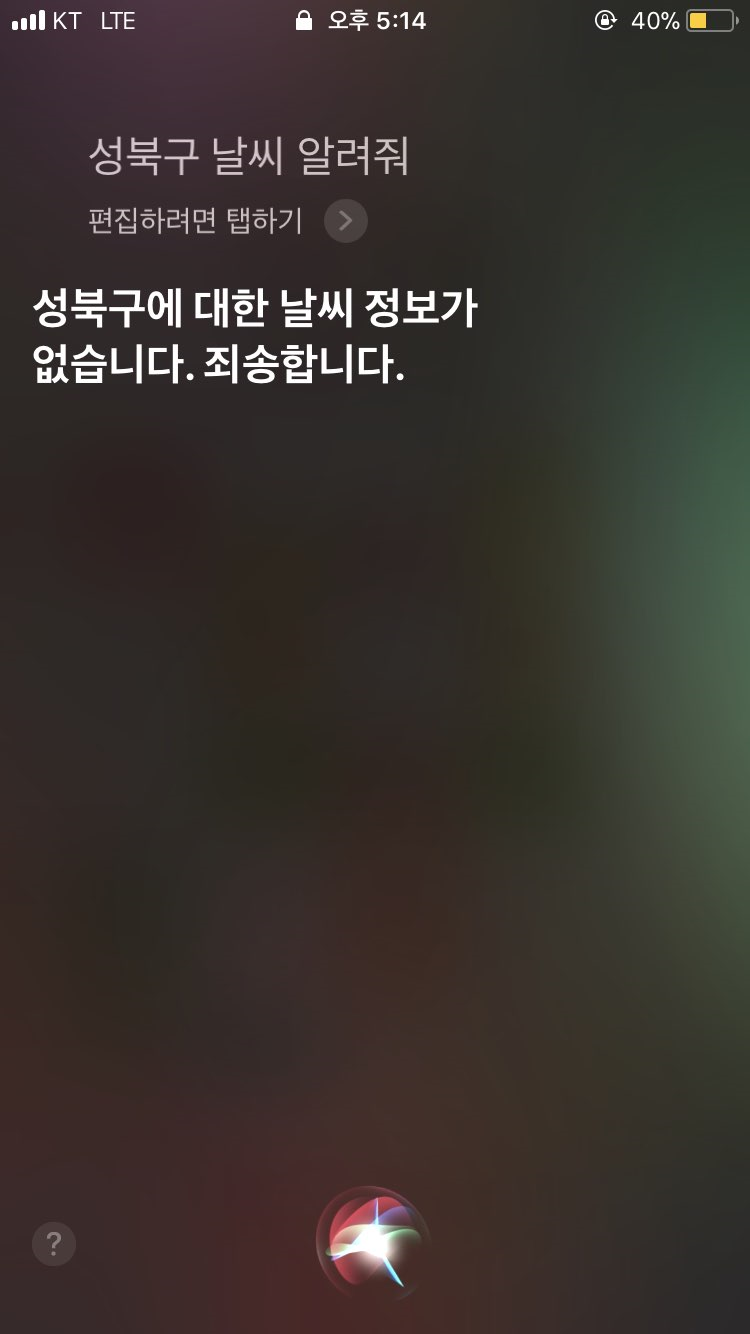 KT LTE 오후 5:14 40%
성북구 날씨 알려줘
편집하려면 탭하기
성북구에 대한 날씨 정보가
없습니다. 죄송합니다.
?